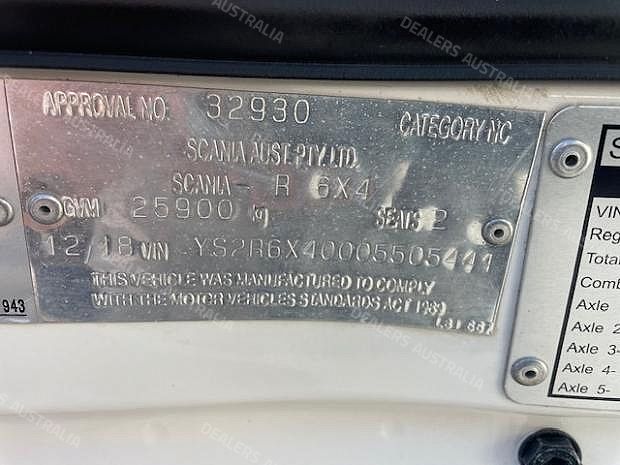 APPROVAL NO. 32930 CATEGORY NC
SCANIA AUST. PTY. LTD.
SCANIA - R 6X4
GVM 25900 kg SEATS 2
12/18 VIN YS2R6X40005505441
THIS VEHICLE WAS MANUFACTURED TO COMPLY
WITH THE MOTOR VEHICLES STANDARDS ACT 1989
943
S
VIN
Reg
Total
Comb
Axle
Axle 2
Axle 3-
Axle 4-
Axle 5-
DEALERS AUSTRALIA